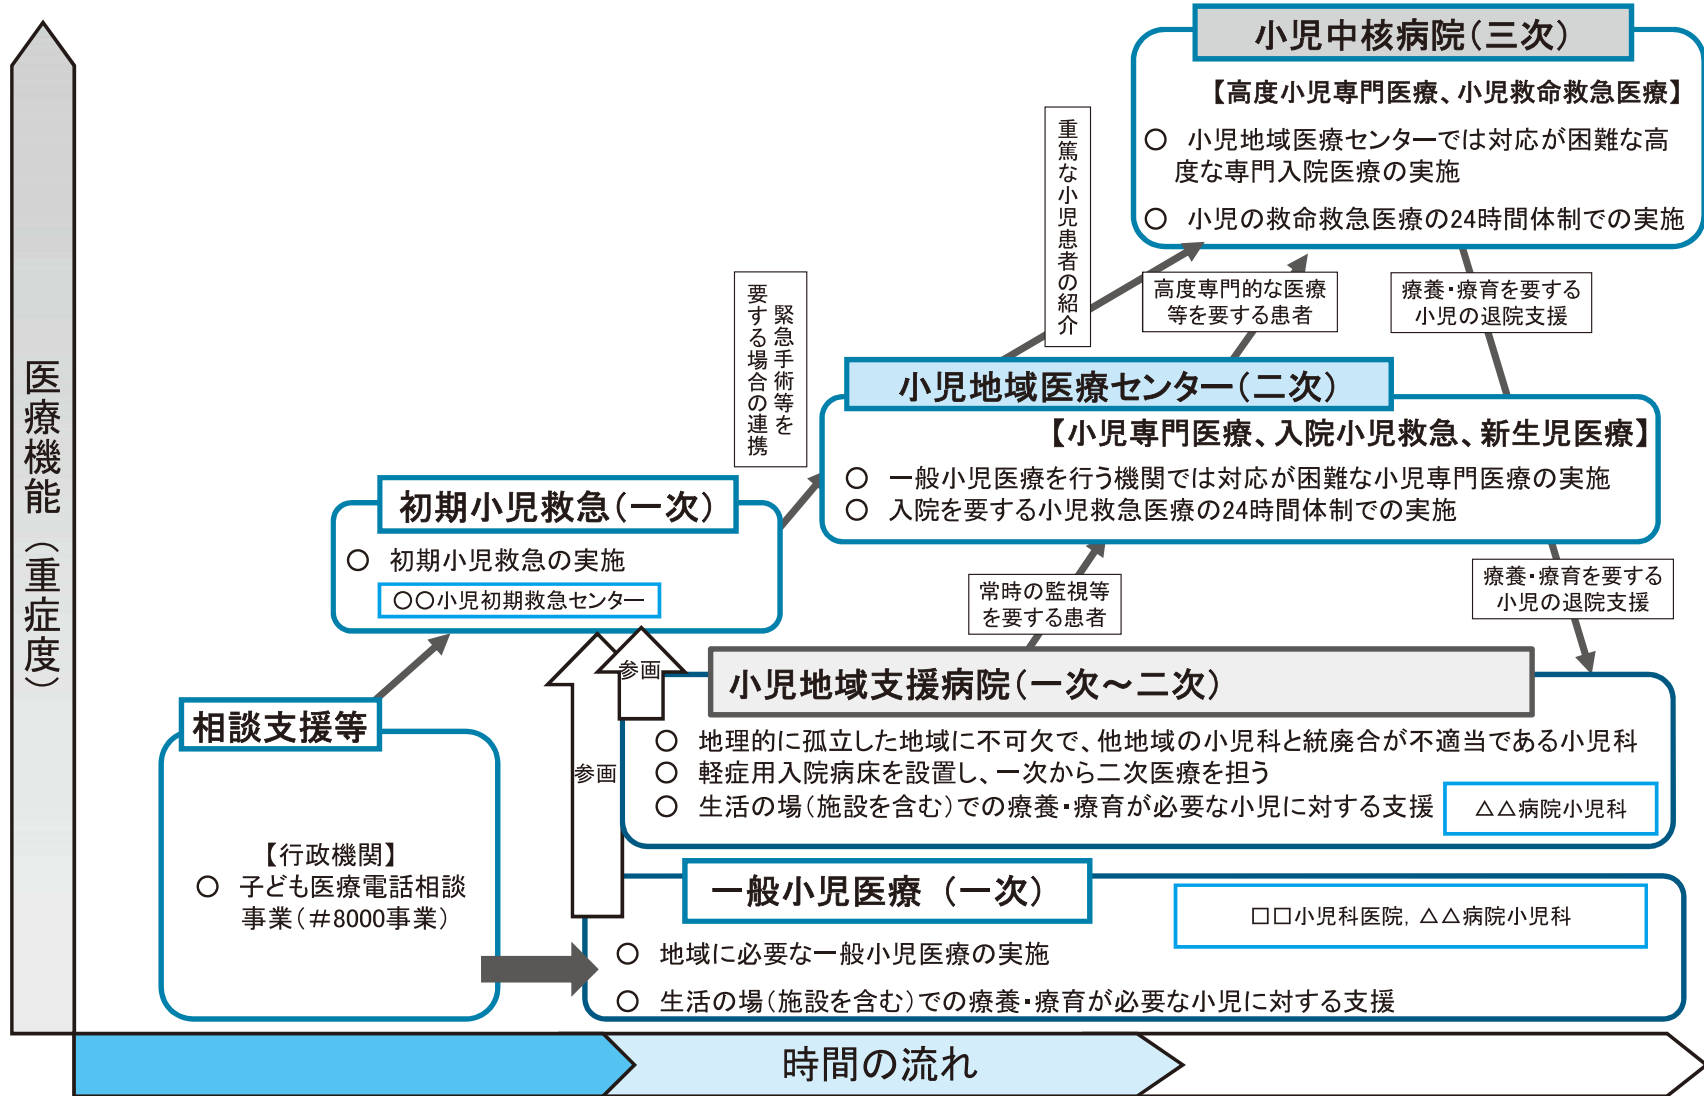 小児中核病院（三次）
【高度小児専門医療、小児救命救急医療】
○　小児地域医療センターでは対応が困難な高
度な専門入院医療の実施
○　小児の救命救急医療の24時間体制での実施
重篤な小児患者の紹介
高度専門的な医療
等を要する患者
療養・療育を要する
小児の退院支援
緊急手術等を
要する場合の連携
小児地域医療センター（二次）
【小児専門医療、入院小児救急、新生児医療】
○　一般小児医療を行う機関では対応が困難な小児専門医療の実施
○　入院を要する小児救急医療の24時間体制での実施
初期小児救急（一次）
○　初期小児救急の実施
○○小児初期救急センター
常時の監視等
を要する患者
療養・療育を要する
小児の退院支援
医療機能（重症度）
参画
参画
小児地域支援病院（一次～二次）
○　地理的に孤立した地域に不可欠で、他地域の小児科と統廃合が不適当である小児科
○　軽症用入院病床を設置し、一次から二次医療を担う
○　生活の場（施設を含む）での療養・療育が必要な小児に対する支援
△△病院小児科
相談支援等
【行政機関】
○　子ども医療電話相談
事業（＃8000事業）
一般小児医療（一次）
□□小児科医院, △△病院小児科
○　地域に必要な一般小児医療の実施
○　生活の場（施設を含む）での療養・療育が必要な小児に対する支援
時間の流れ